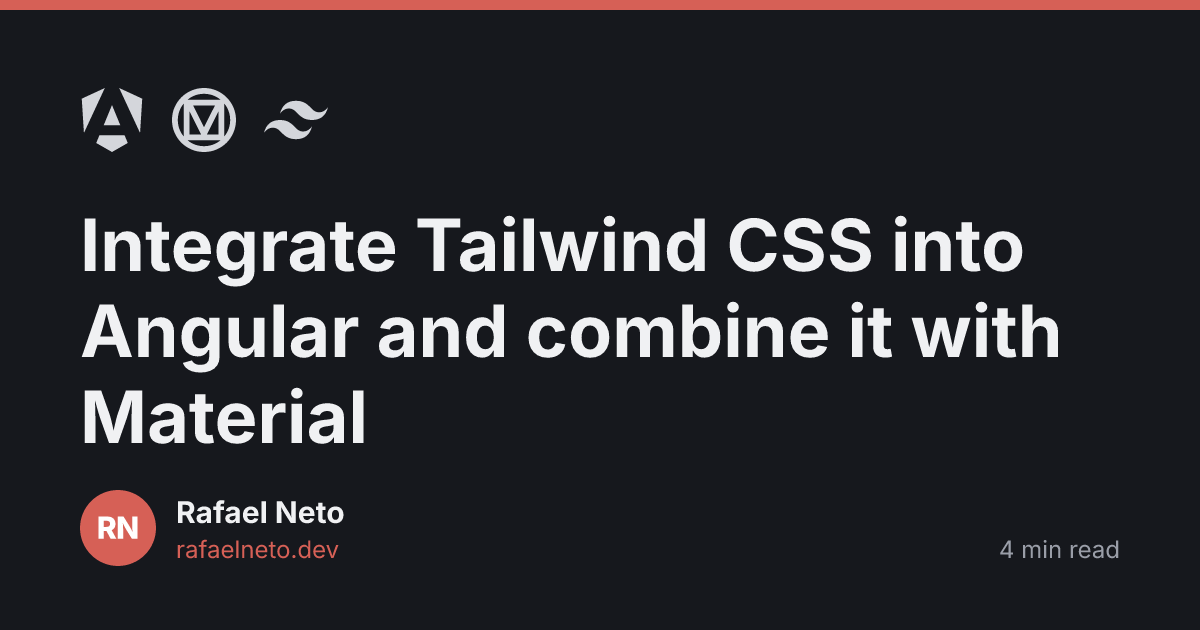 Integrate Tailwind CSS into
Angular and combine it with
Material
RN
Rafael Neto
rafaelneto.dev
4 min read